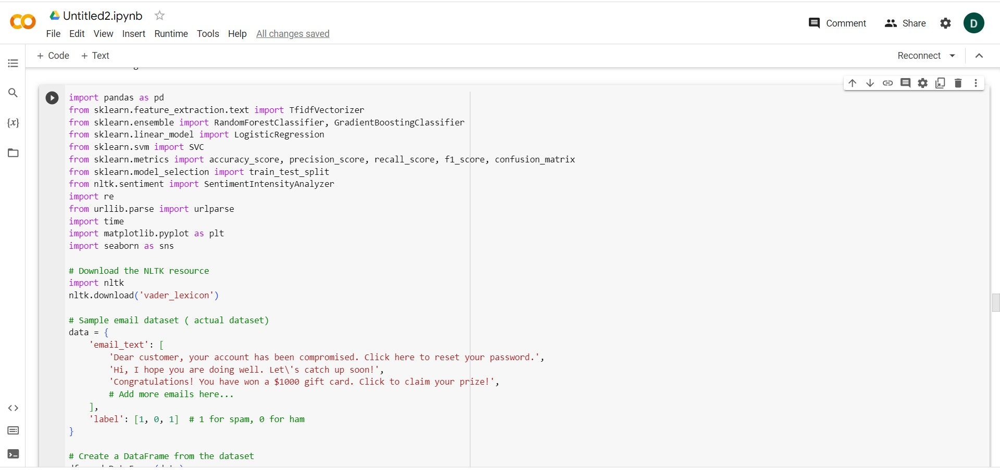 Untitled2.ipynb
File Edit View Insert Runtime Tools Help All changes saved
Comment Share D
+ Code + Text
Reconnect
{x}
import pandas as pd
from sklearn.feature_extraction.text import TfidfVectorizer
from sklearn.ensemble import RandomForestClassifier, GradientBoostingClassifier
from sklearn.linear_model import LogisticRegression
from sklearn.svm import SVC
from sklearn.metrics import accuracy_score, precision_score, recall_score, f1_score, confusion_matrix
from sklearn.model_selection import train_test_split
from nltk.sentiment import SentimentIntensityAnalyzer
import re
from urllib.parse import urlparse
import time
import matplotlib.pyplot as plt
import seaborn as sns
# Download the NLTK resource
import nltk
nltk.download('vader_lexicon')
# Sample email dataset ( actual dataset)
data = {
    'email_text': [
        'Dear customer, your account has been compromised. Click here to reset your password.',
        'Hi, I hope you are doing well. Let\'s catch up soon!',
        'Congratulations! You have won a $1000 gift card. Click to claim your prize!',
        # Add more emails here...
    ],
    'label': [1, 0, 1]  # 1 for spam, 0 for ham
}
# Create a DataFrame from the dataset